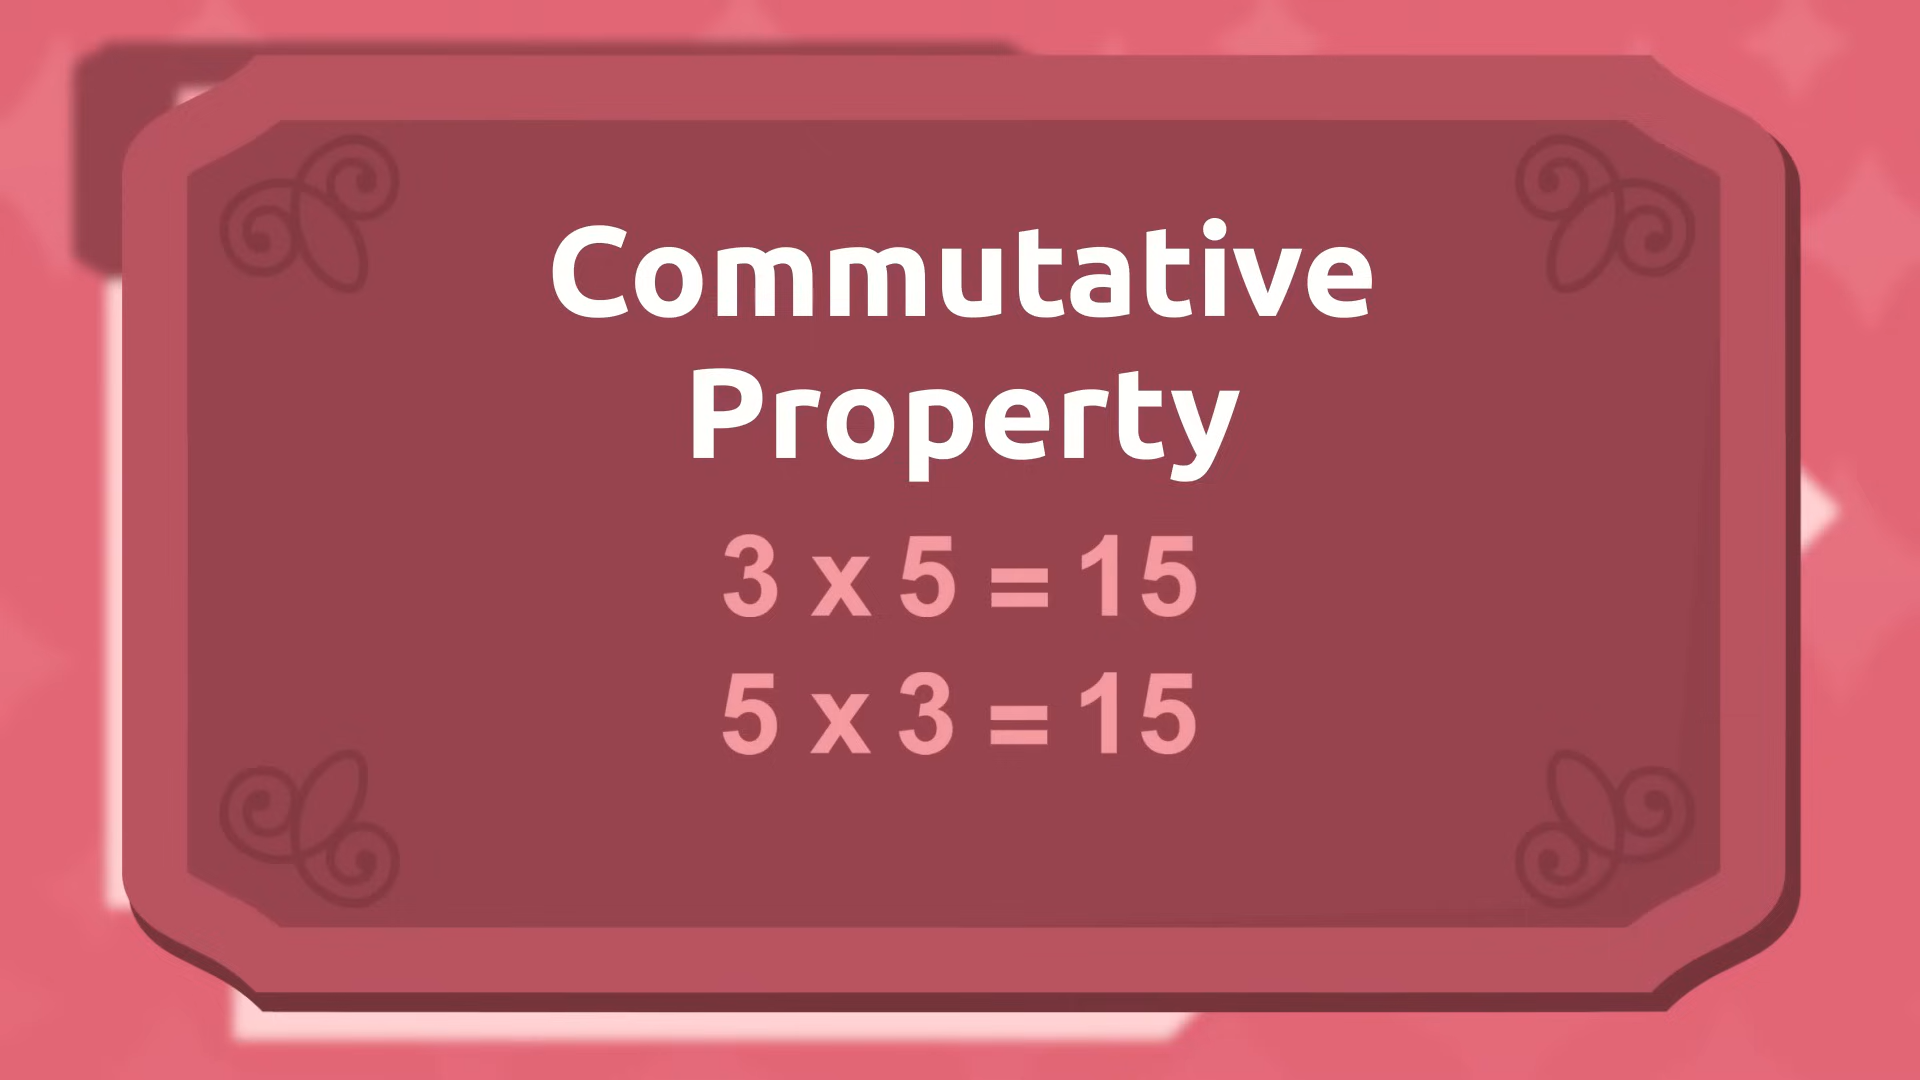 Commutative
Property
3 x 5 = 15
5 x 3 = 15